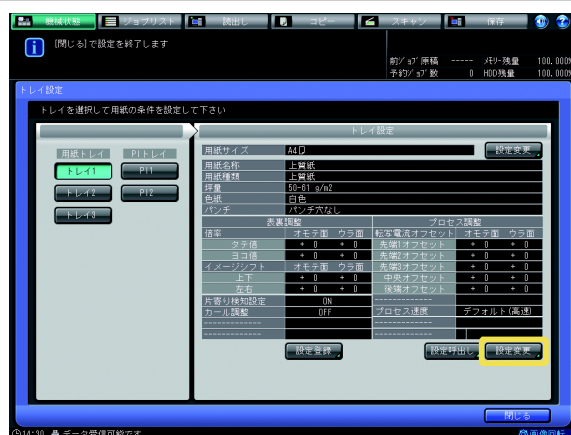 機械状態 ジョブリスト 読出し コピー スキャン 保存
[閉じる]で設定を終了します
前ジョブ原稿 ----- メモリ-残量 100.000%
予約ジョブ数 0 HDD残量 100.000%
トレイ設定
トレイを選択して用紙の条件を設定して下さい
トレイ設定
用紙トレイ PIトレイ
トレイ1 PI1
トレイ2 PI2
トレイ3
用紙サイズ A4 設定変更
用紙名称 上質紙
用紙種類 上質紙
坪量 50-61 g/m2
色紙 白色
パンチ パンチ穴なし
表裏調整 プロセス調整
倍率 オモテ面 ウラ面 転写電流オフセット オモテ面 ウラ面
タテ倍 + 0 + 0 先端1オフセット + 0 + 0
ヨコ倍 + 0 + 0 先端2オフセット + 0 + 0
イメージシフト オモテ面 ウラ面 先端3オフセット + 0 + 0
上下 + 0 + 0 中央オフセット + 0 + 0
左右 + 0 + 0 後端オフセット + 0 + 0
片寄り検知設定 ON -------------
カール調整 OFF プロセス速度 デフォルト(高速)
------------- -------------
------------- -------------
設定登録 設定呼出し 設定変更
閉じる
14:30 データ受信可能です 画像回転